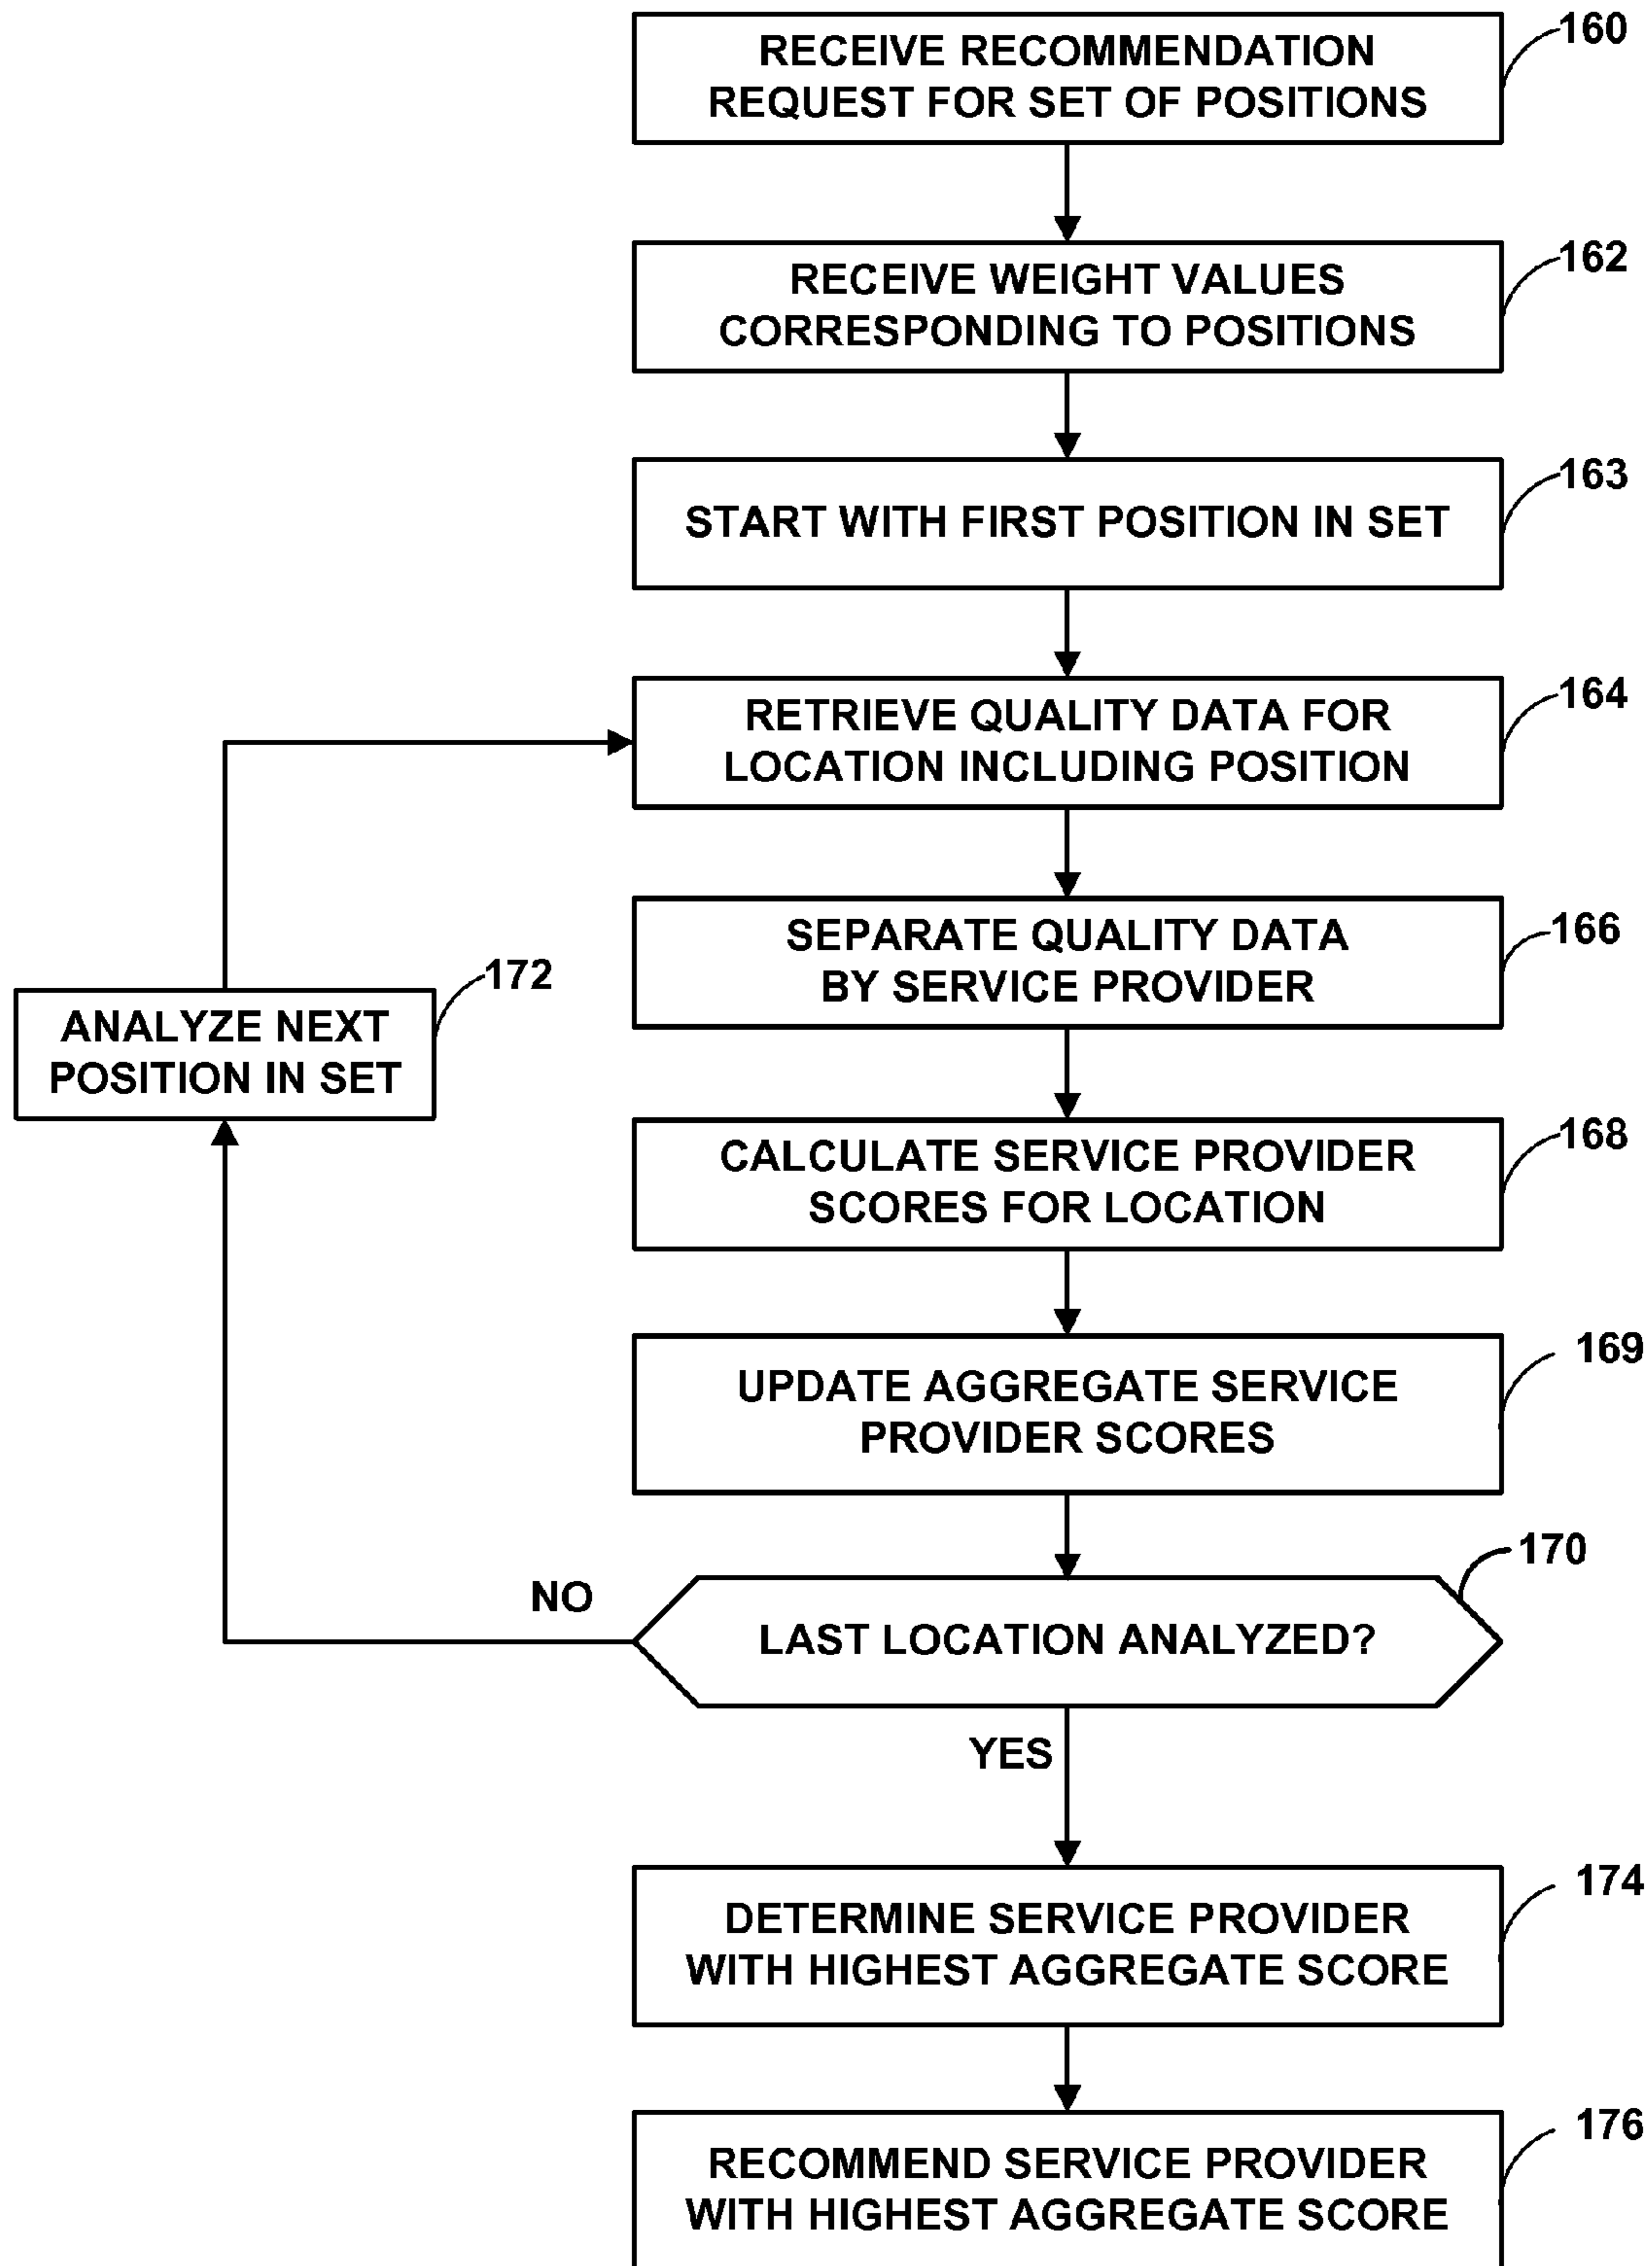 RECEIVE RECOMMENDATION
REQUEST FOR SET OF POSITIONS
160
RECEIVE WEIGHT VALUES
CORRESPONDING TO POSITIONS
162
START WITH FIRST POSITION IN SET
163
RETRIEVE QUALITY DATA FOR
LOCATION INCLUDING POSITION
164
SEPARATE QUALITY DATA
BY SERVICE PROVIDER
166
ANALYZE NEXT
POSITION IN SET
172
CALCULATE SERVICE PROVIDER
SCORES FOR LOCATION
168
UPDATE AGGREGATE SERVICE
PROVIDER SCORES
169
LAST LOCATION ANALYZED?
170
NO
YES
DETERMINE SERVICE PROVIDER
WITH HIGHEST AGGREGATE SCORE
174
RECOMMEND SERVICE PROVIDER
WITH HIGHEST AGGREGATE SCORE
176